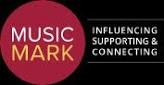 MUSIC
MARK
INFLUENCING
SUPPORTING &
CONNECTING